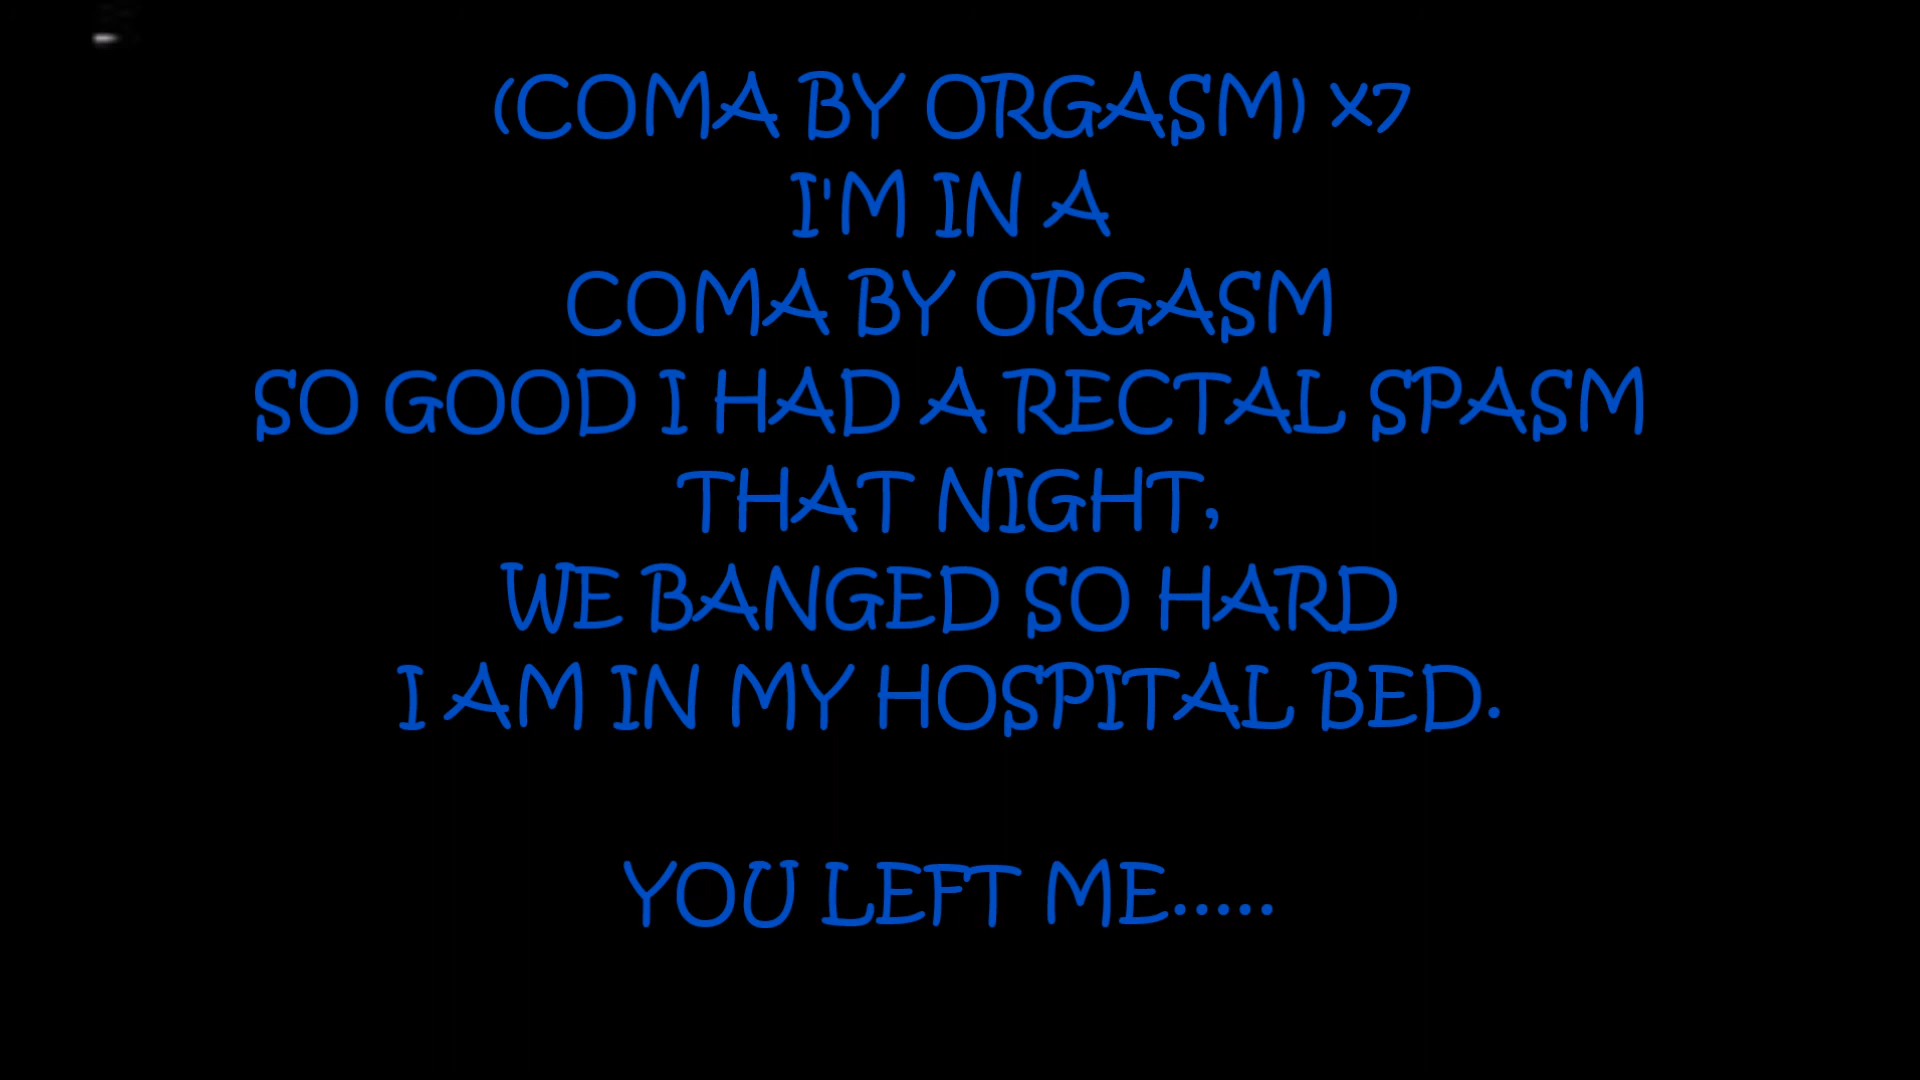 (COMA BY ORGASM) X7
I'M IN A
COMA BY ORGASM
SO GOOD I HAD A RECTAL SPASM
THAT NIGHT,
WE BANGED SO HARD
I AM IN MY HOSPITAL BED.
YOU LEFT ME.....